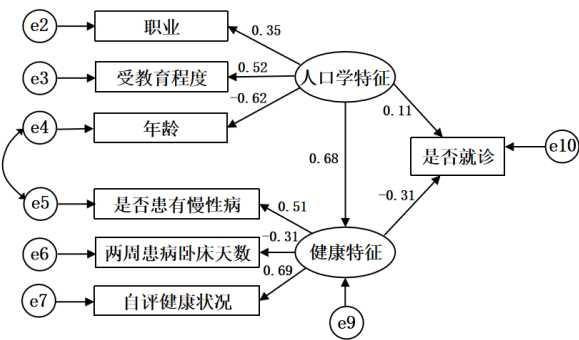 e2
职业
0.35
e3
受教育程度
0.52
人口学特征
-0.62
e4
年龄
0.11
e10
是否就诊
0.68
e5
是否患有慢性病
0.51
-0.31
-0.31
e6
两周患病卧床天数
健康特征
0.69
e7
自评健康状况
e9